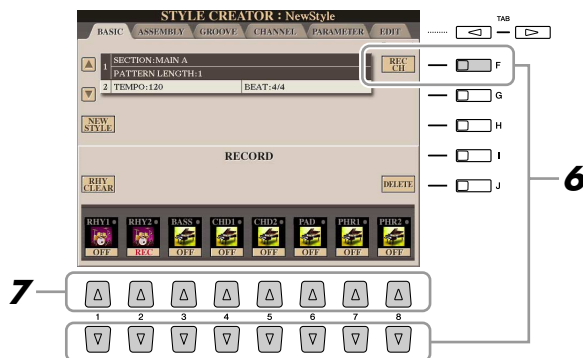 STYLE CREATOR : NewStyle
BASIC ASSEMBLY GROOVE CHANNEL PARAMETER EDIT
TAB
1 SECTION:MAIN A
PATTERN LENGTH:1
2 TEMPO:120 BEAT:4/4
REC CH
F
G
NEW STYLE
H
RECORD
I
RHY CLEAR
DELETE
J
6
RHY1 RHY2 BASS CHD1 CHD2 PAD PHR1 PHR2
OFF REC OFF OFF OFF OFF OFF OFF
7
1 2 3 4 5 6 7 8